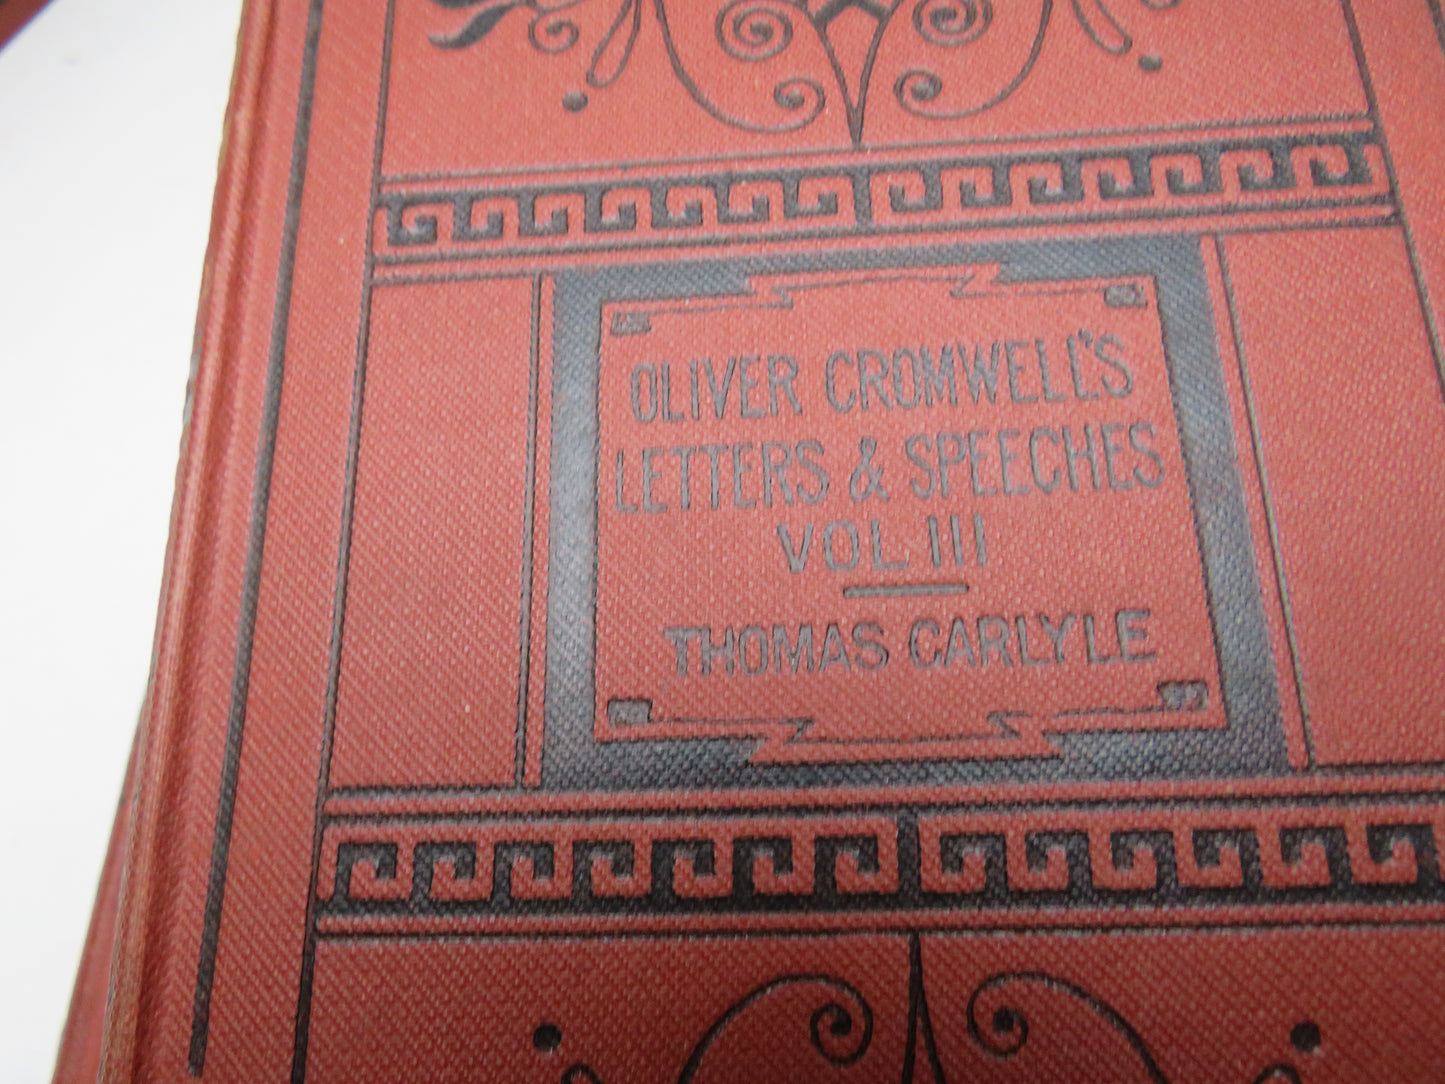 OLIVER CROMWELL'S
LETTERS & SPEECHES
VOL III
THOMAS CARLYLE